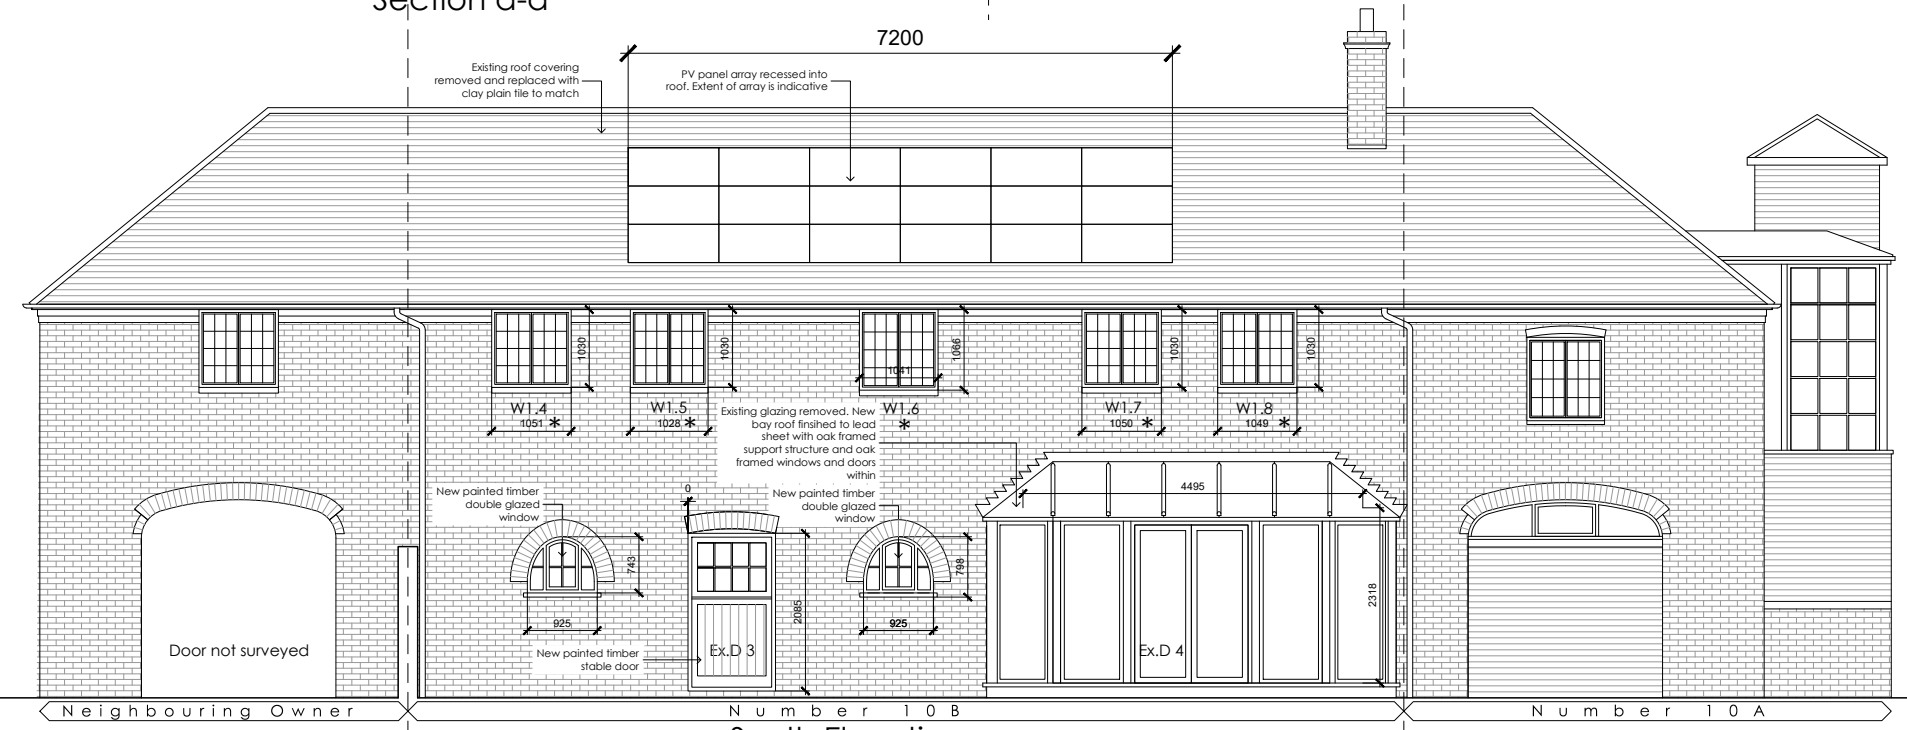 Section a-a
7200
Existing roof covering
removed and replaced with
clay plain tile to match
PV panel array recessed into
roof. Extent of array is indicative
1030
1030
1066
1030
1030
1041
W1.4
1051 *
W1.5
1028 *
W1.6
*
W1.7
1050 *
W1.8
1049 *
Existing glazing removed. New
bay roof finsihed to lead
sheet with oak framed
support structure and oak
framed windows and doors
within
4495
New painted timber
double glazed
window
0
New painted timber
double glazed
window
743
798
2085
2318
925
925
Door not surveyed
New painted timber
stable door
Ex.D 3
Ex.D 4
Neighbouring Owner
Number 10B
Number 10A
South Elevation